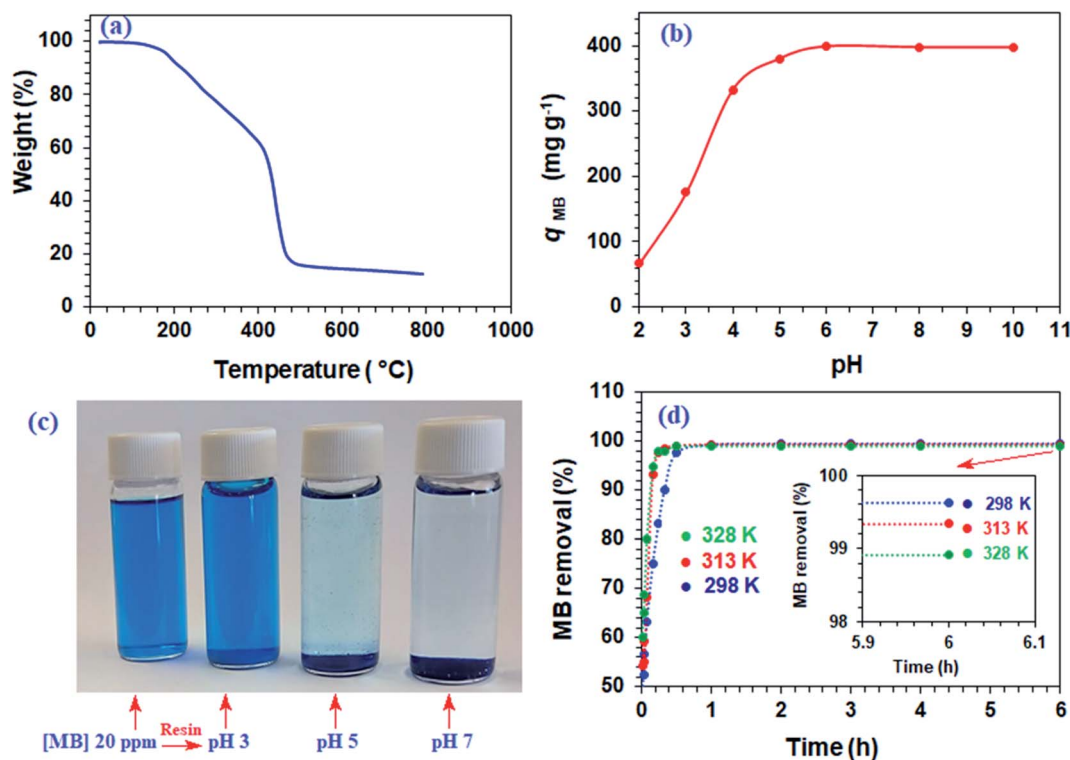 (a)
100
80
60
40
20
0
Weight (%)
0 200 400 600 800 1000
Temperature ( °C)
(b)
400
300
200
100
0
q MB (mg g-1)
2 3 4 5 6 7 8 9 10 11
pH
(c)
[MB] 20 ppm Resin pH 3 pH 5 pH 7
(d)
110
100
90
80
70
60
50
MB removal (%)
328 K
313 K
298 K
0 1 2 3 4 5 6
Time (h)
100
99
98
MB removal (%)
298 K
313 K
328 K
5.9 6 6.1
Time (h)